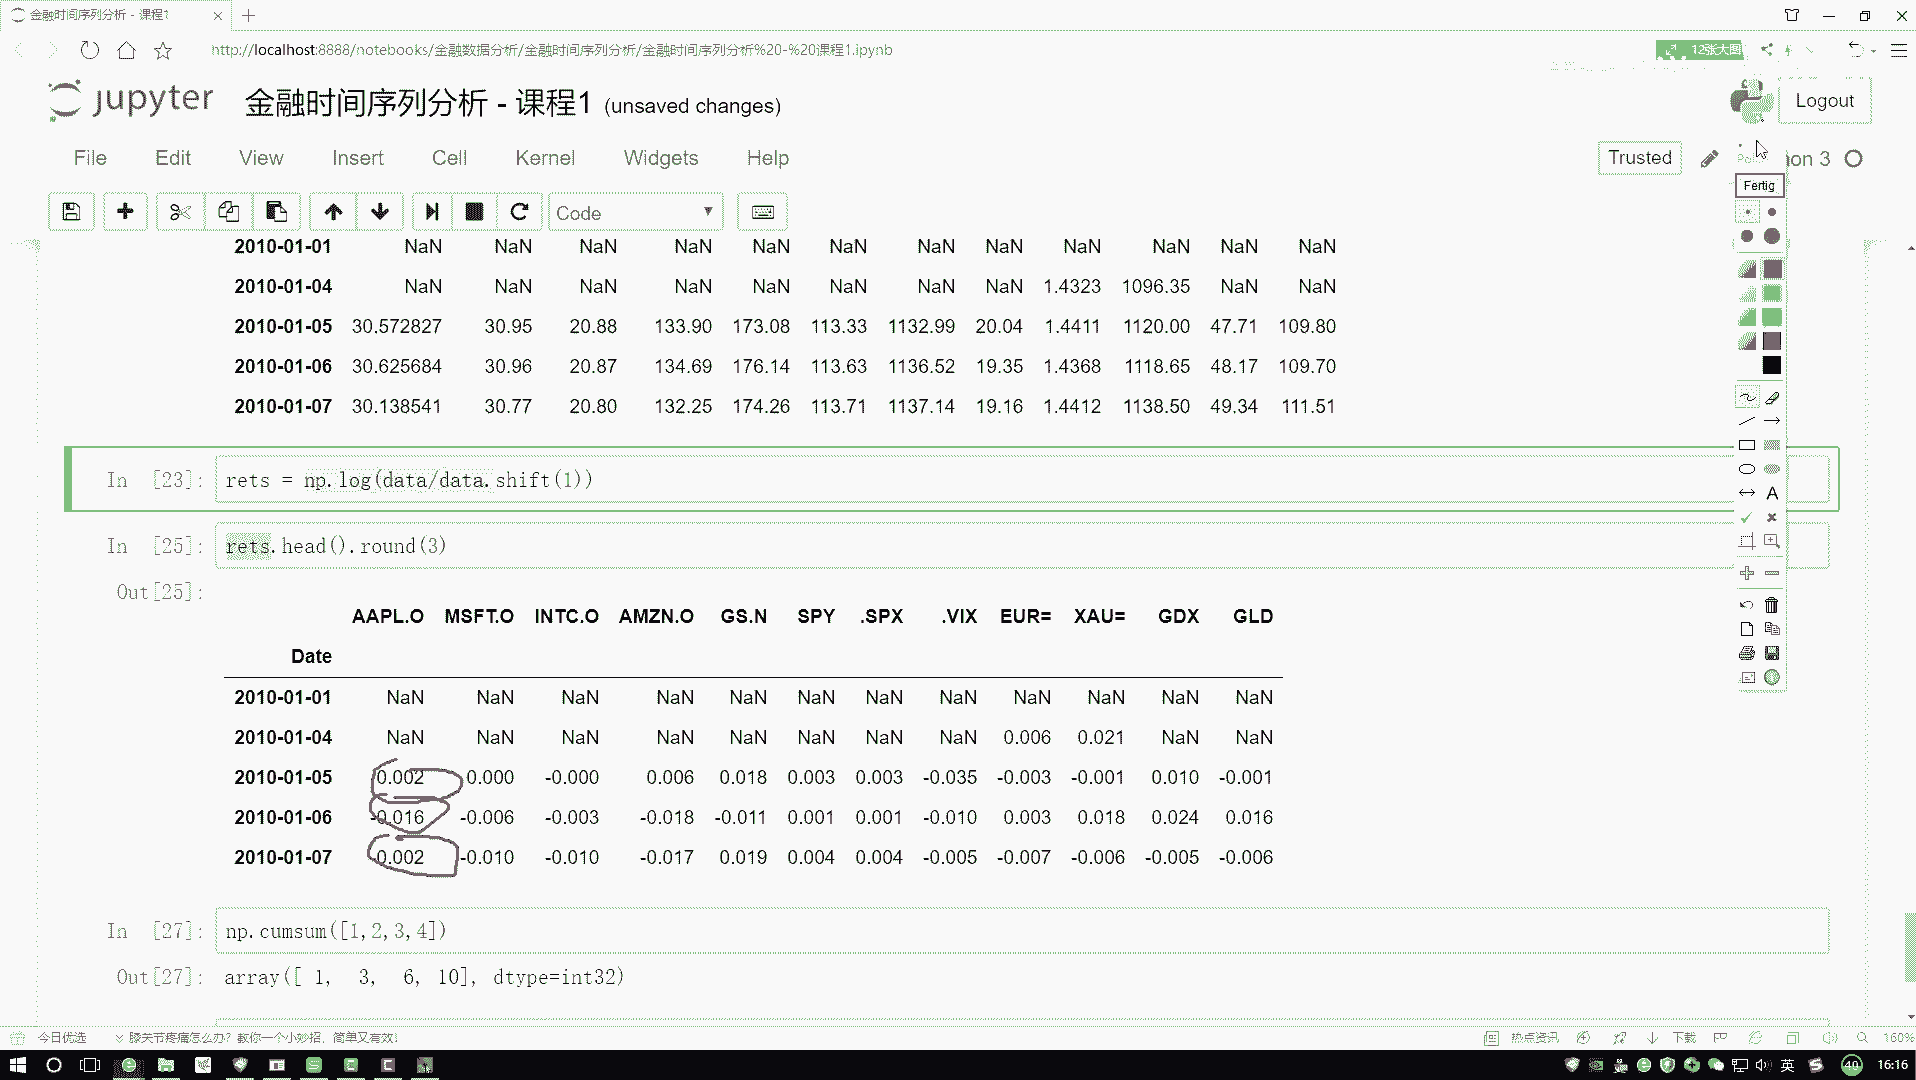 金融时间序列分析 - 课程1
http://localhost:8888/notebooks/金融数据分析/金融时间序列分析/金融时间序列分析%20-%20课程1.ipynb
12张大图
jupyter 金融时间序列分析 - 课程1 (unsaved changes)
Logout
File Edit View Insert Cell Kernel Widgets Help
Trusted
on 3
Fertig
Code
2010-01-01 NaN NaN NaN NaN NaN NaN NaN NaN NaN NaN NaN NaN
2010-01-04 NaN NaN NaN NaN NaN NaN NaN NaN 1.4323 1096.35 NaN NaN
2010-01-05 30.572827 30.95 20.88 133.90 173.08 113.33 1132.99 20.04 1.4411 1120.00 47.71 109.80
2010-01-06 30.625684 30.96 20.87 134.69 176.14 113.63 1136.52 19.35 1.4368 1118.65 48.17 109.70
2010-01-07 30.138541 30.77 20.80 132.25 174.26 113.71 1137.14 19.16 1.4412 1138.50 49.34 111.51
In [23]: rets = np.log(data/data.shift(1))
In [25]: rets.head().round(3)
Out[25]:
AAPL.O MSFT.O INTC.O AMZN.O GS.N SPY .SPX .VIX EUR= XAU= GDX GLD
Date
2010-01-01 NaN NaN NaN NaN NaN NaN NaN NaN NaN NaN NaN NaN
2010-01-04 NaN NaN NaN NaN NaN NaN NaN NaN 0.006 0.021 NaN NaN
2010-01-05 0.002 0.000 -0.000 0.006 0.018 0.003 0.003 -0.035 -0.003 -0.001 0.010 -0.001
2010-01-06 -0.016 -0.006 -0.003 -0.018 -0.011 0.001 0.001 -0.010 0.003 0.018 0.024 0.016
2010-01-07 0.002 -0.010 -0.010 -0.017 0.019 0.004 0.004 -0.005 -0.007 -0.006 -0.005 -0.006
In [27]: np.cumsum([1,2,3,4])
Out[27]: array([ 1, 3, 6, 10], dtype=int32)
今日优选 膝关节疼痛怎么办？教你一个小妙招，简单又有效！
热点资讯 下载 160%
英 40 16:16